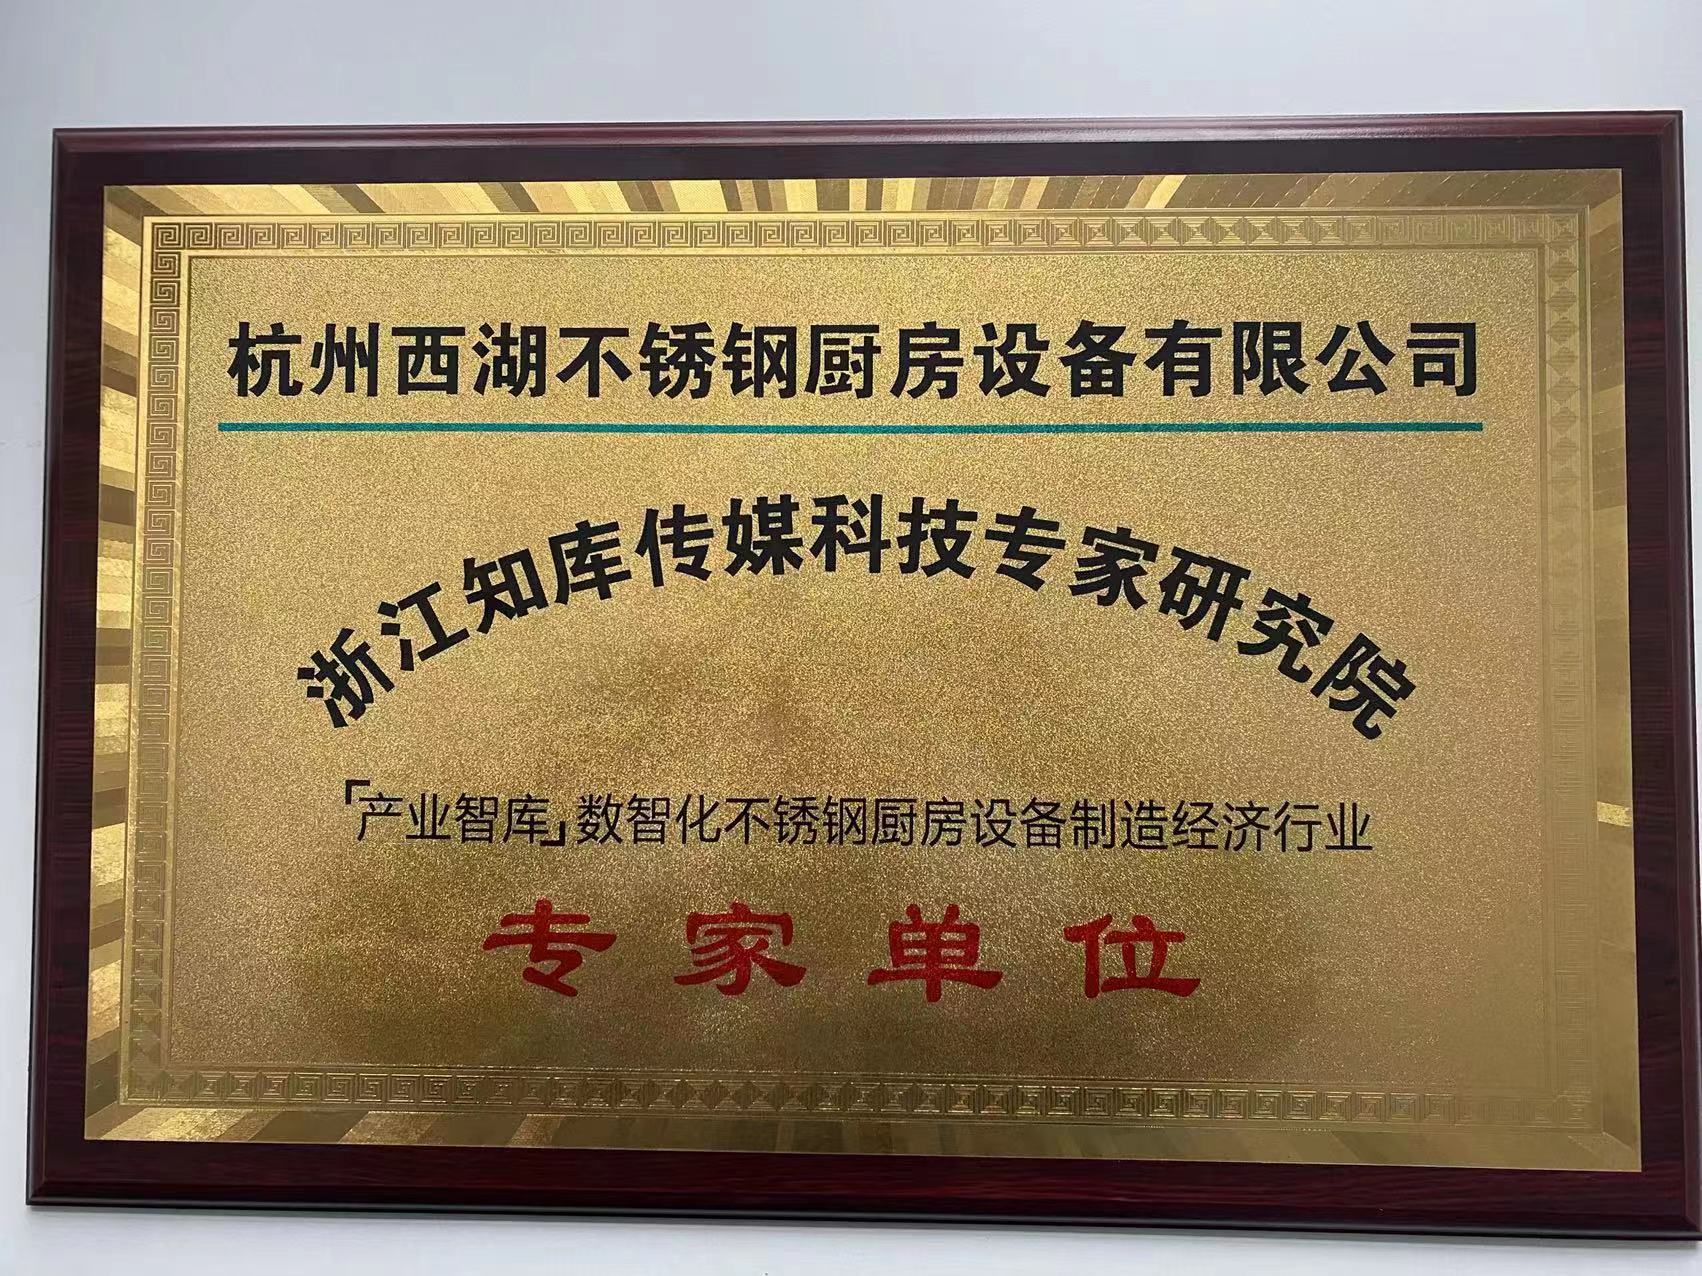 杭州西湖不锈钢厨房设备有限公司
浙江知库传媒科技专家研究院
「产业智库」数智化不锈钢厨房设备制造经济行业
专家单位